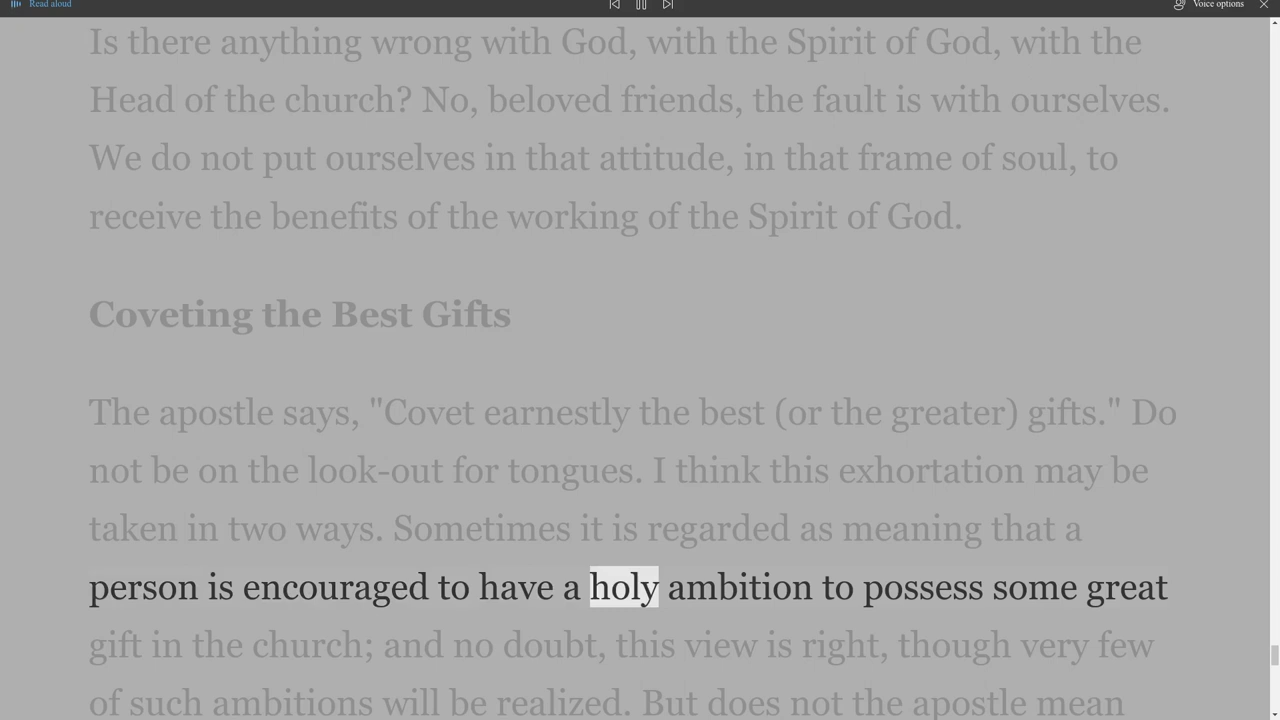 Read aloud
Voice options
Is there anything wrong with God, with the Spirit of God, with the
Head of the church? No, beloved friends, the fault is with ourselves.
We do not put ourselves in that attitude, in that frame of soul, to
receive the benefits of the working of the Spirit of God.
Coveting the Best Gifts
The apostle says, "Covet earnestly the best (or the greater) gifts." Do
not be on the look-out for tongues. I think this exhortation may be
taken in two ways. Sometimes it is regarded as meaning that a
person is encouraged to have a holy ambition to possess some great
gift in the church; and no doubt, this view is right, though very few
of such ambitions will be realized. But does not the apostle mean